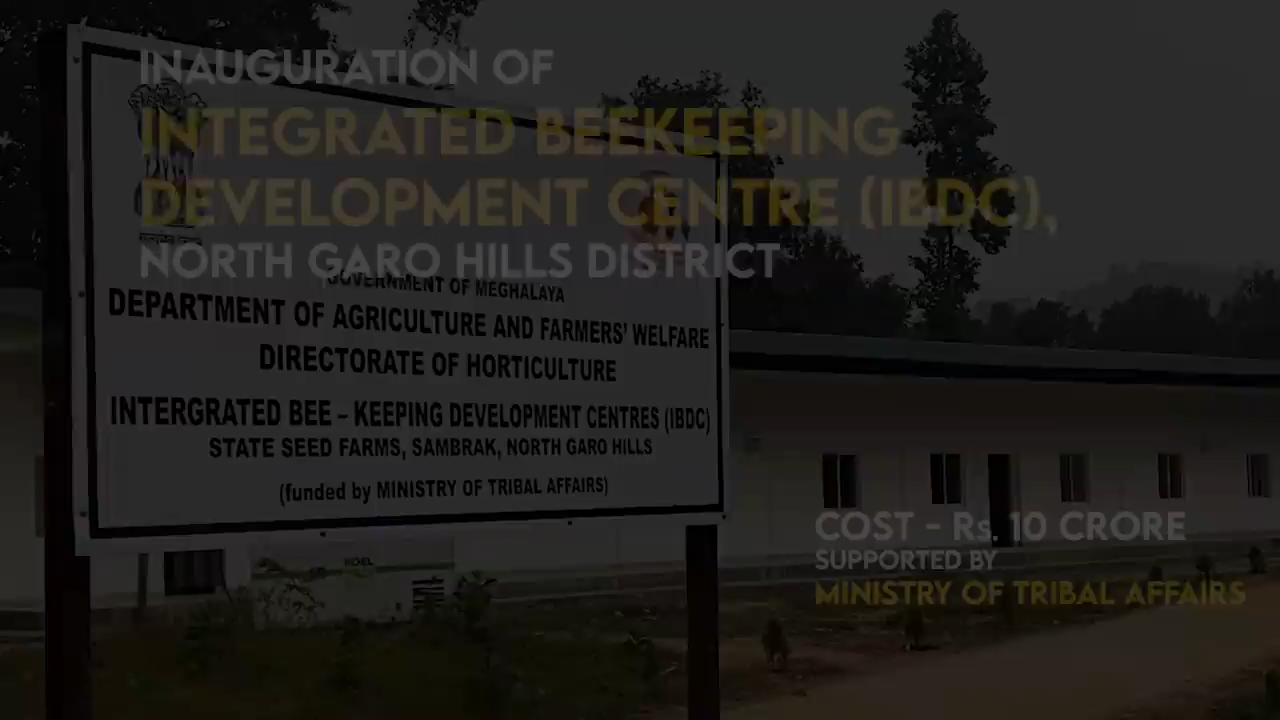 INAUGURATION OF
INTEGRATED BEEKEEPING
DEVELOPMENT CENTRE (IBDC),
NORTH GARO HILLS DISTRICT
GOVERNMENT OF MEGHALAYA
DEPARTMENT OF AGRICULTURE AND FARMERS' WELFARE
DIRECTORATE OF HORTICULTURE
INTERGRATED BEE – KEEPING DEVELOPMENT CENTRES (IBDC)
STATE SEED FARMS, SAMBRAK, NORTH GARO HILLS
(funded by MINISTRY OF TRIBAL AFFAIRS)
KOEL
COST - Rs. 10 CRORE
SUPPORTED BY
MINISTRY OF TRIBAL AFFAIRS